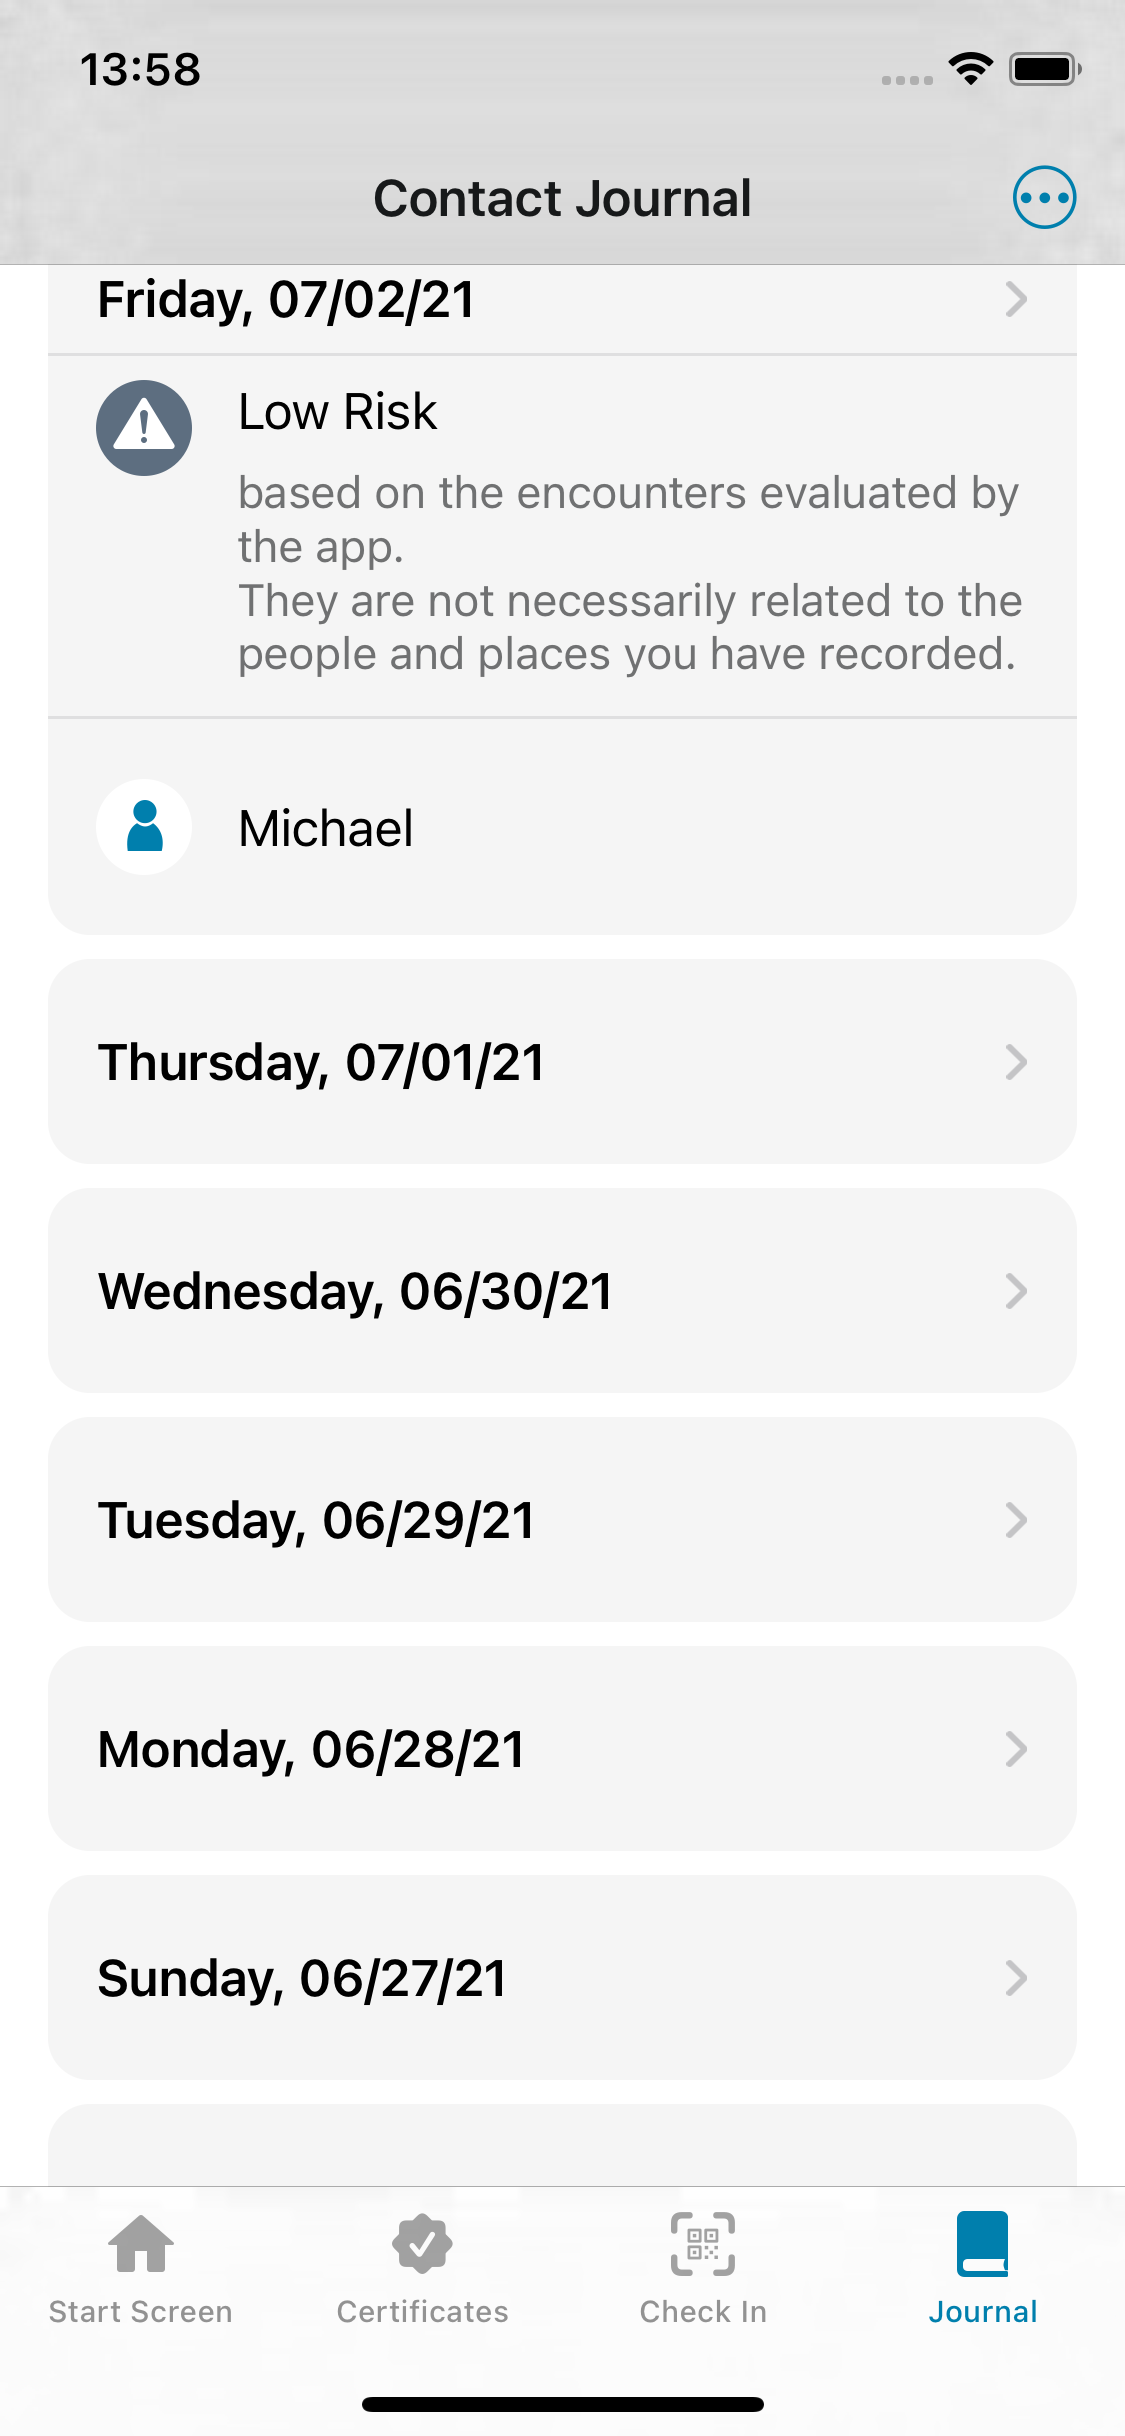 13:58
Contact Journal
Friday, 07/02/21
Low Risk
based on the encounters evaluated by
the app.
They are not necessarily related to the
people and places you have recorded.
Michael
Thursday, 07/01/21
Wednesday, 06/30/21
Tuesday, 06/29/21
Monday, 06/28/21
Sunday, 06/27/21
Start Screen
Certificates
Check In
Journal